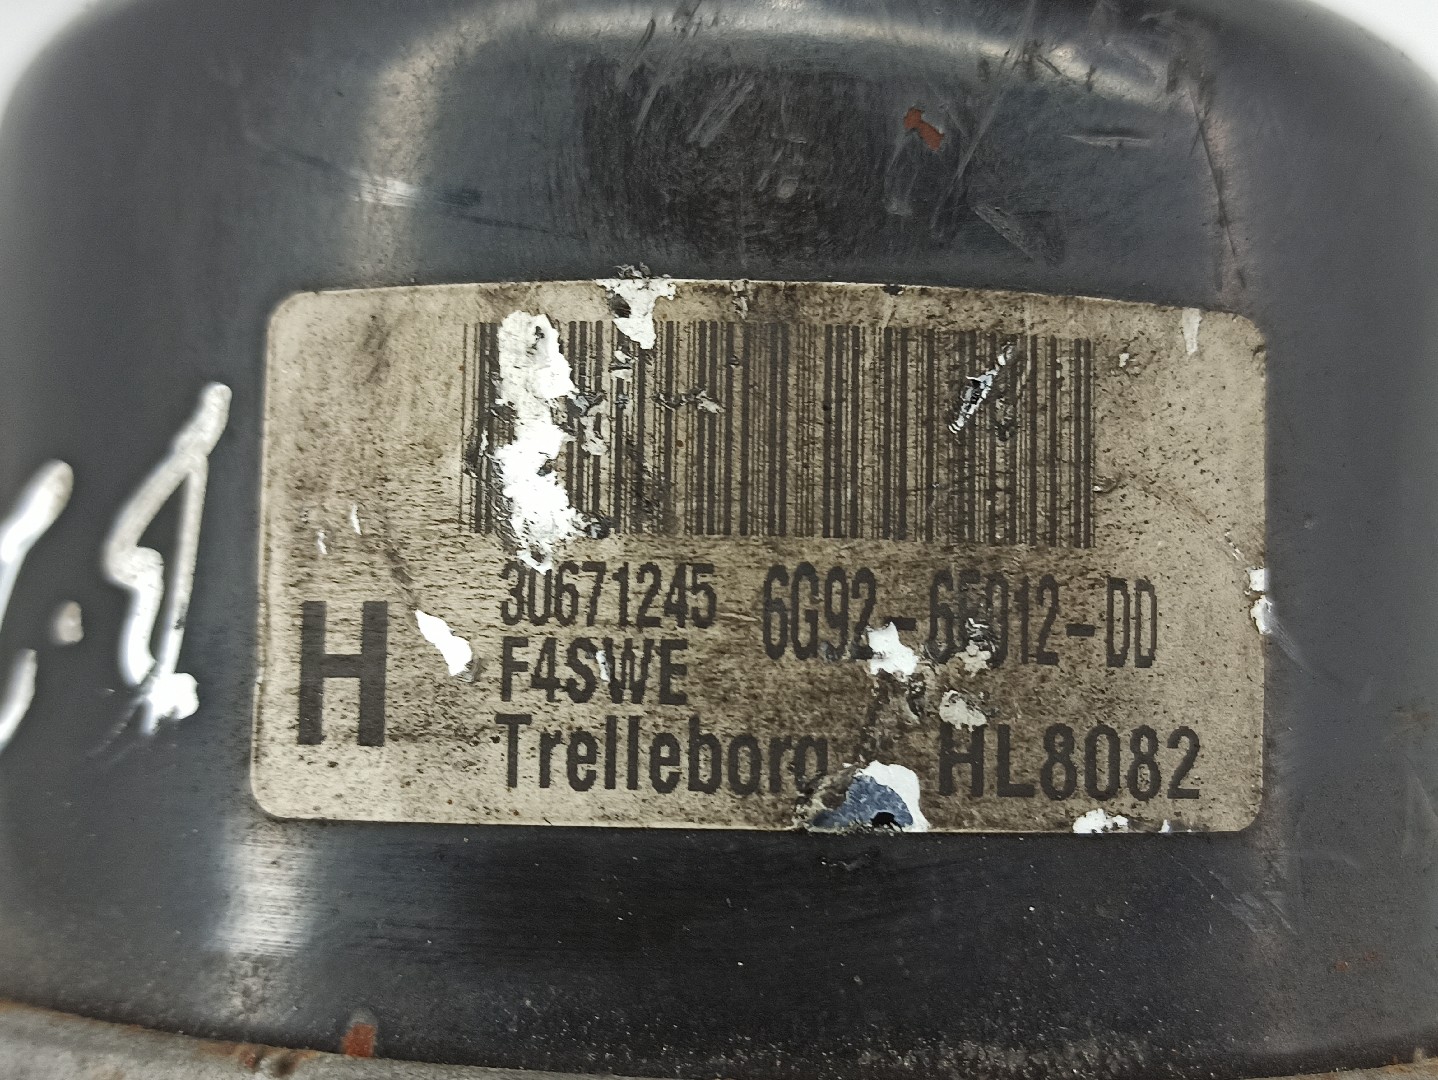 30671245 6G92-6F012-DD
F4SWE
H
Trelleborg HL8082